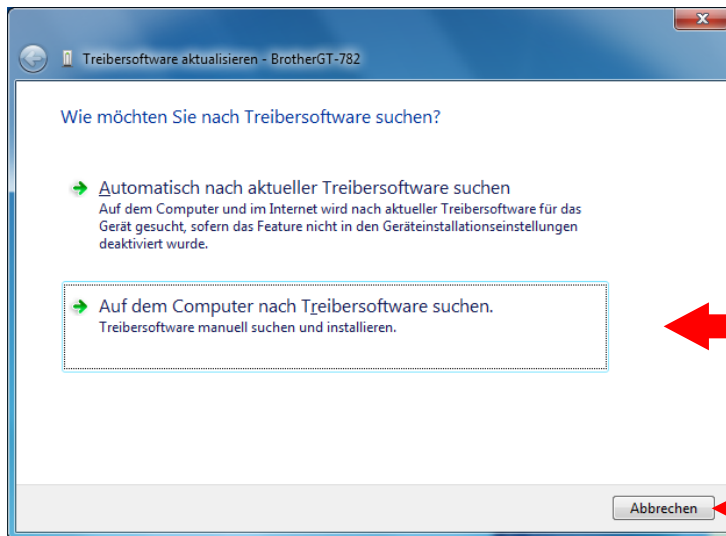 Treibersoftware aktualisieren - BrotherGT-782
Wie möchten Sie nach Treibersoftware suchen?
Automatisch nach aktueller Treibersoftware suchen
Auf dem Computer und im Internet wird nach aktueller Treibersoftware für das
Gerät gesucht, sofern das Feature nicht in den Geräteinstallationseinstellungen
deaktiviert wurde.
Auf dem Computer nach Treibersoftware suchen.
Treibersoftware manuell suchen und installieren.
Abbrechen